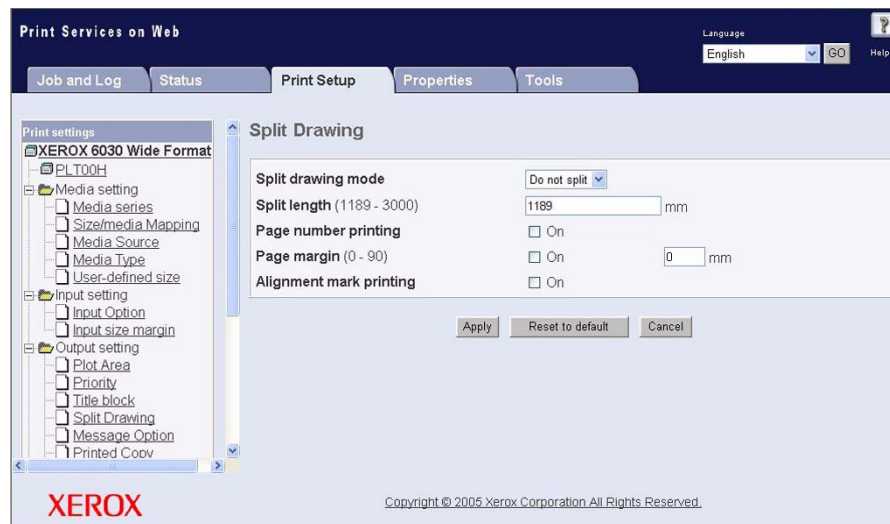 Print Services on Web
Language
English
GO
?
Help
Job and Log
Status
Print Setup
Properties
Tools
Print settings
XEROX 6030 Wide Format
PLT00H
Media setting
Media series
Size/media Mapping
Media Source
Media Type
User-defined size
Input setting
Input Option
Input size margin
Output setting
Plot Area
Priority
Title block
Split Drawing
Message Option
Printed Copy
Split Drawing
Split drawing mode
Do not split
Split length (1189 - 3000)
1189 mm
Page number printing
On
Page margin (0 - 90)
On
0 mm
Alignment mark printing
On
Apply
Reset to default
Cancel
XEROX
Copyright © 2005 Xerox Corporation All Rights Reserved.